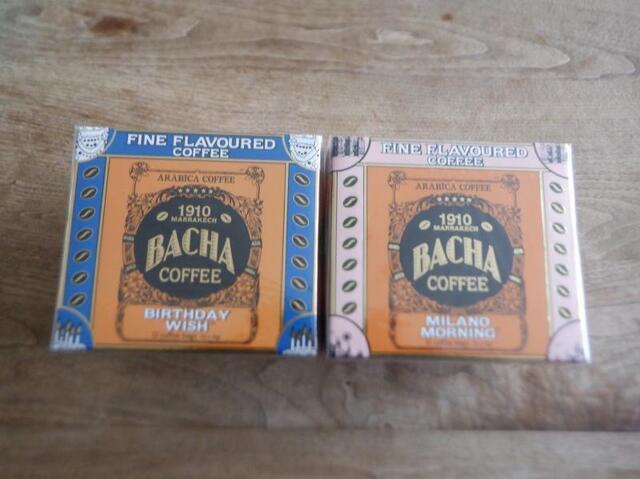 FINE FLAVOURED
COFFEE
ARABICA COFFEE
1910
MARRAKECH
BACHA
COFFEE
BIRTHDAY
WISH
FINE FLAVOURED
COFFEE
ARABICA COFFEE
1910
MARRAKECH
BACHA
COFFEE
MILANO
MORNING